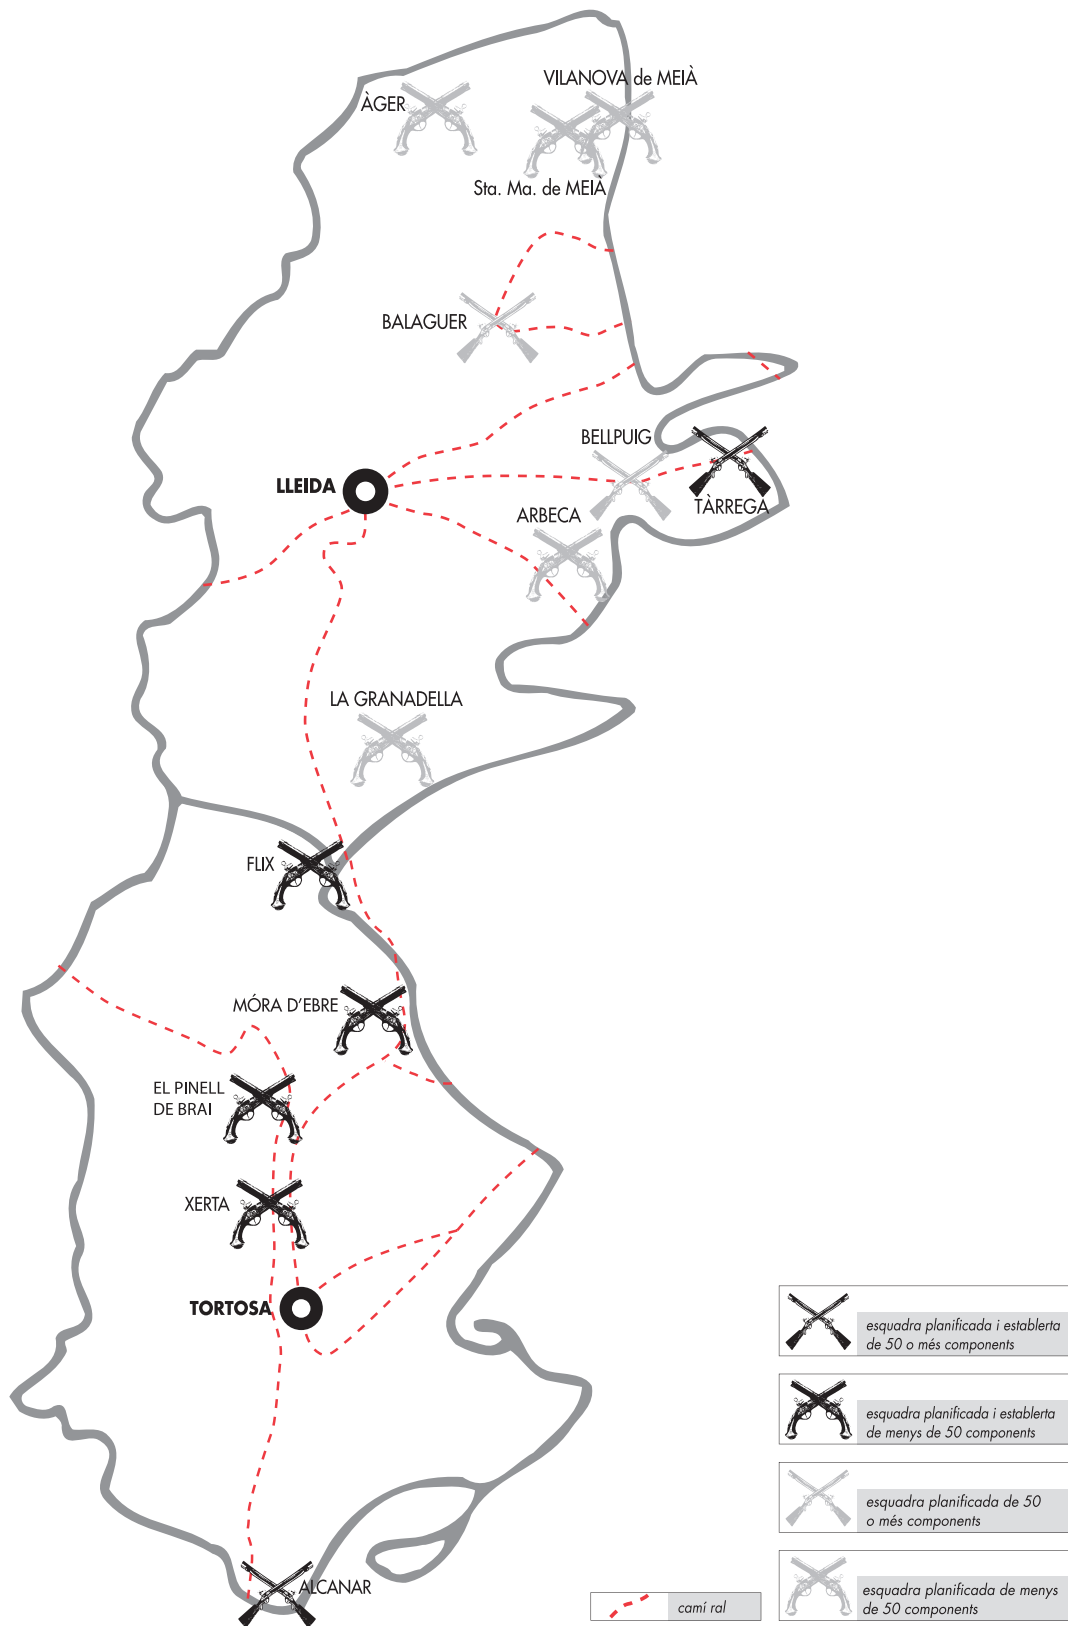 VILANOVA de MEIÀ
ÀGER
Sta. Ma. de MEIÀ
BALAGUER
BELLPUIG
LLEIDA
TÀRREGA
ARBECA
LA GRANADELLA
FLIX
MÓRA D'EBRE
EL PINELL
DE BRAI
XERTA
TORTOSA
ALCANAR
esquadra planificada i establerta
de 50 o més components
esquadra planificada i establerta
de menys de 50 components
esquadra planificada de 50
o més components
esquadra planificada de menys
de 50 components
camí ral